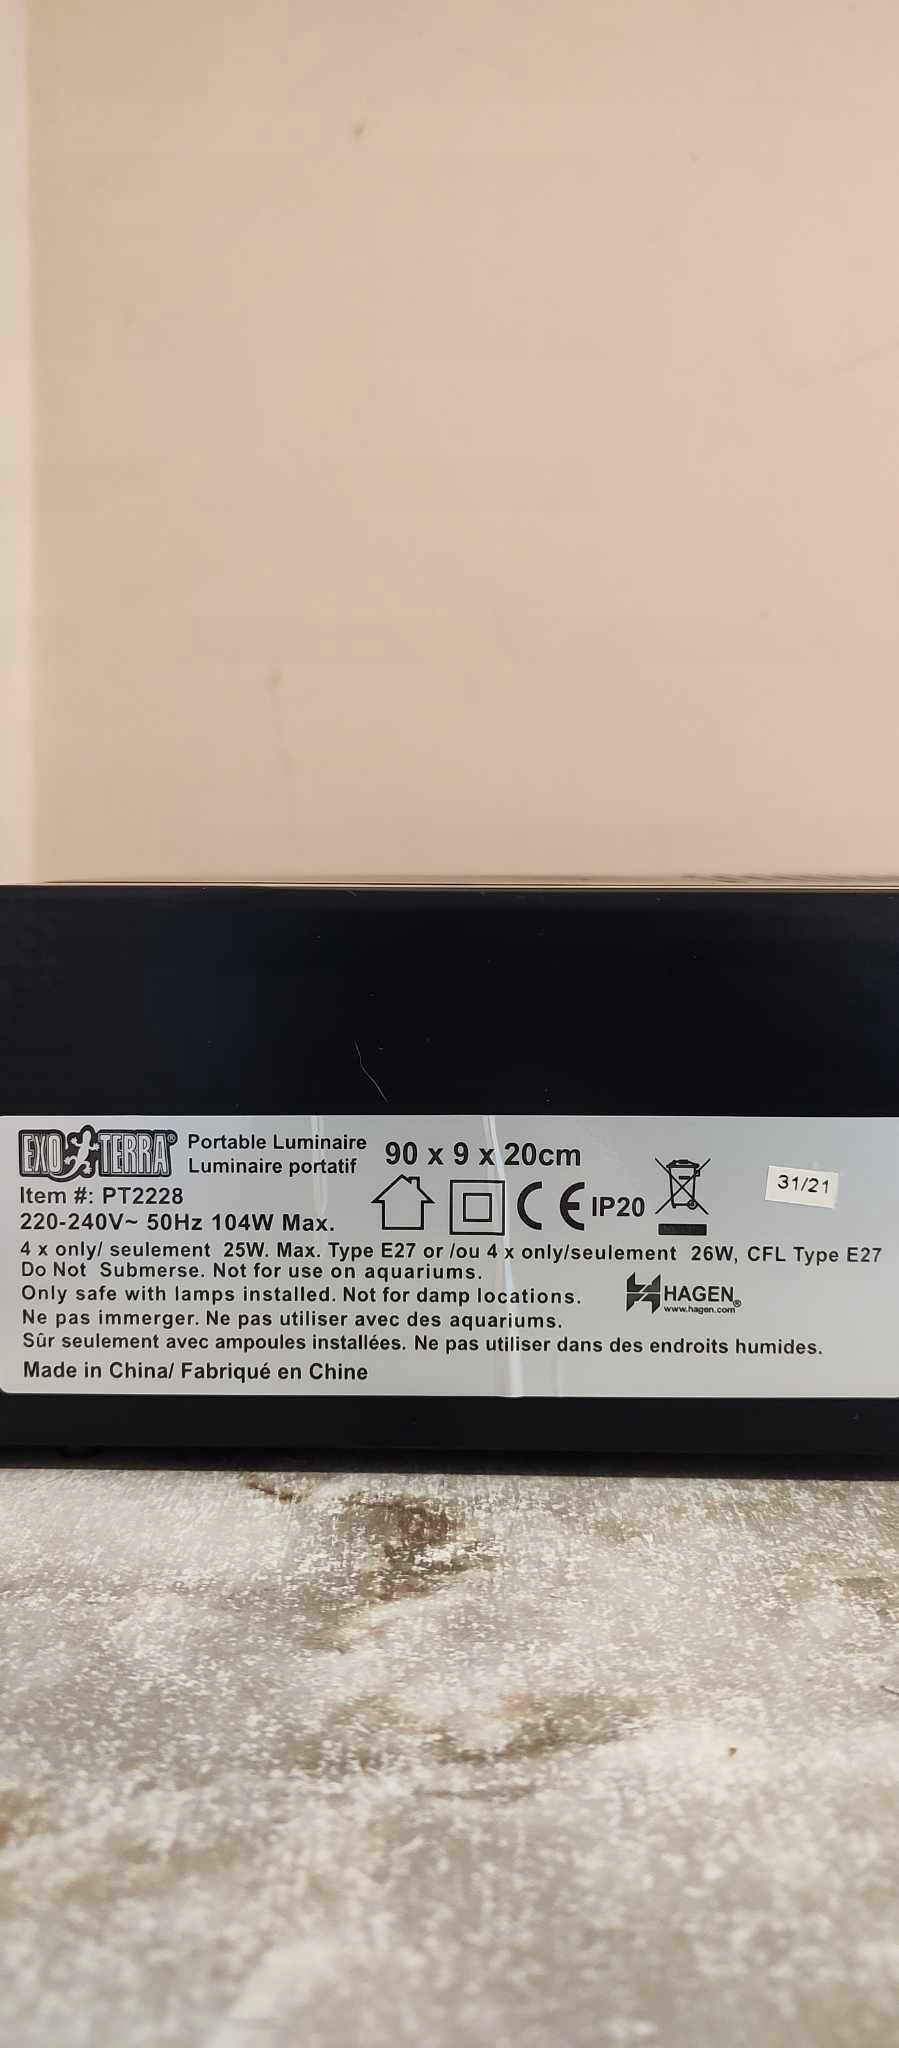 EXO TERRA®
Portable Luminaire
Luminaire portatif
90 x 9 x 20cm
Item #: PT2228
220-240V~ 50Hz 104W Max.
CE IP20
31/21
4 x only/ seulement 25W. Max. Type E27 or /ou 4 x only/seulement 26W, CFL Type E27
Do Not Submerse. Not for use on aquariums.
Only safe with lamps installed. Not for damp locations.
HAGEN®
www.hagen.com
Ne pas immerger. Ne pas utiliser avec des aquariums.
Sûr seulement avec ampoules installées. Ne pas utiliser dans des endroits humides.
Made in China/ Fabriqué en Chine